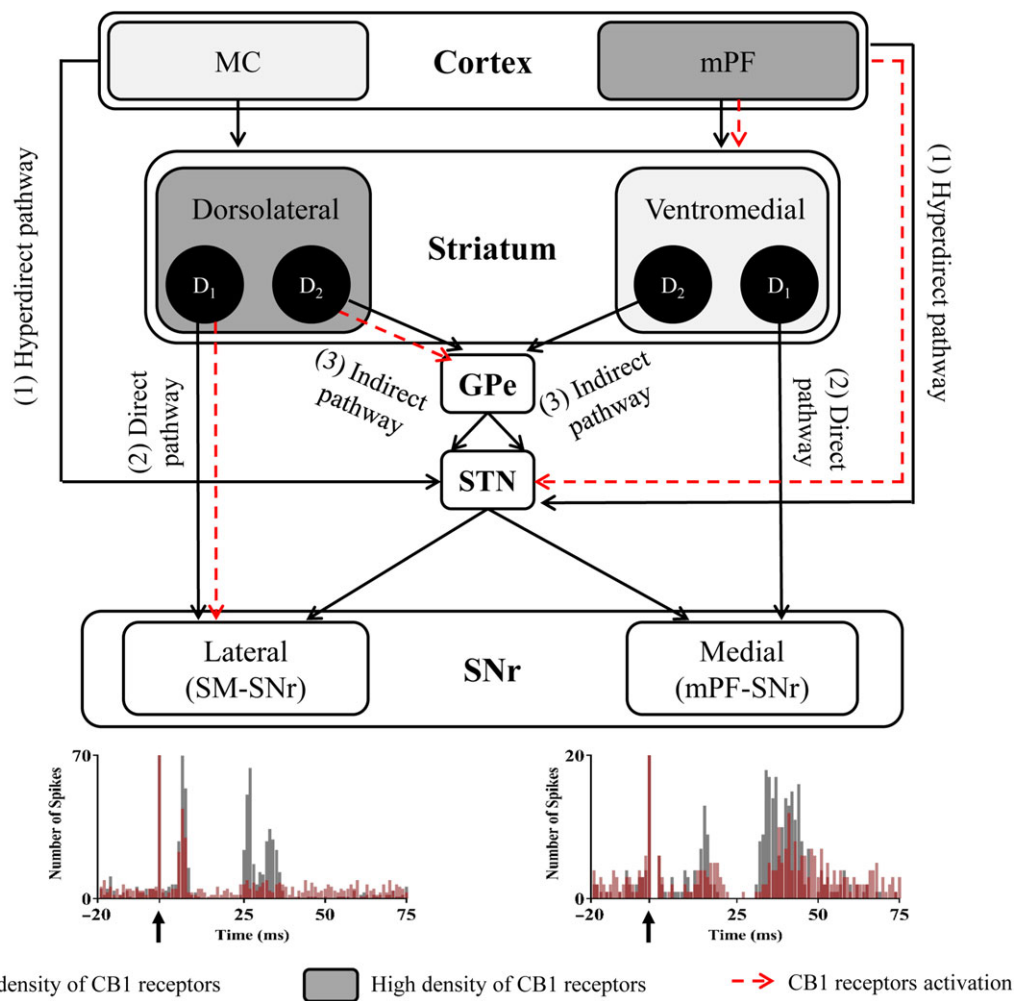 MC
Cortex
mPF
(1) Hyperdirect pathway
(1) Hyperdirect pathway
Dorsolateral
Ventromedial
Striatum
D1
D2
D2
D1
(3) Indirect
pathway
(3) Indirect
pathway
GPe
(2) Direct
pathway
(2) Direct
pathway
STN
Lateral
(SM-SNr)
SNr
Medial
(mPF-SNr)
70
Number of Spikes
0
-20
25
50
75
Time (ms)
20
Number of Spikes
0
-20
25
50
75
Time (ms)
density of CB1 receptors
High density of CB1 receptors
CB1 receptors activation